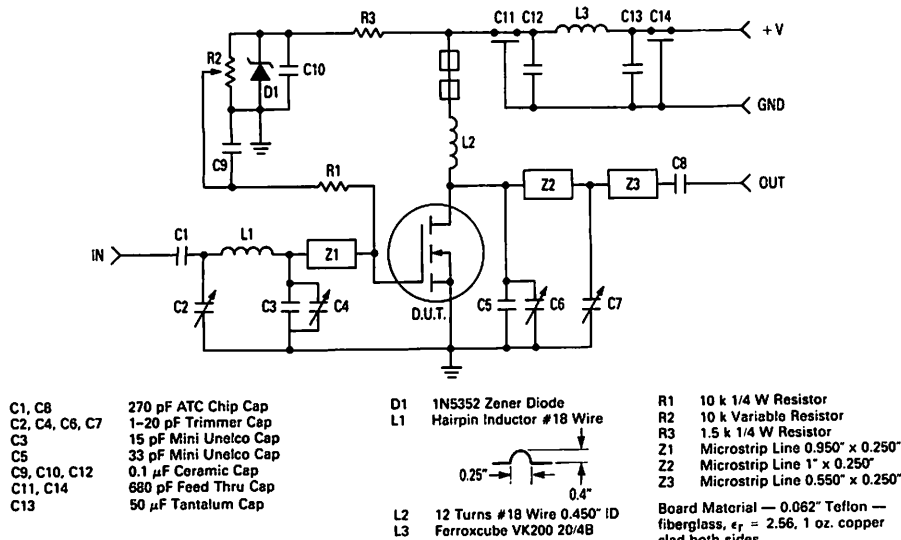 C11 C12 L3 C13 C14
+V
R3
R2
D1
C10
GND
L2
C9
R1
C8
Z2
Z3
OUT
C1
L1
IN
Z1
C2
C3
C4
D.U.T.
C5
C6
C7
C1, C8 270 pF ATC Chip Cap
C2, C4, C6, C7 1–20 pF Trimmer Cap
C3 15 pF Mini Unelco Cap
C5 33 pF Mini Unelco Cap
C9, C10, C12 0.1 μF Ceramic Cap
C11, C14 680 pF Feed Thru Cap
C13 50 μF Tantalum Cap
D1 1N5352 Zener Diode
L1 Hairpin Inductor #18 Wire
0.25"
0.4"
L2 12 Turns #18 Wire 0.450" ID
L3 Ferroxcube VK200 20/4B
R1 10 k 1/4 W Resistor
R2 10 k Variable Resistor
R3 1.5 k 1/4 W Resistor
Z1 Microstrip Line 0.950" x 0.250"
Z2 Microstrip Line 1" x 0.250"
Z3 Microstrip Line 0.550" x 0.250"
Board Material — 0.062" Teflon —
fiberglass, εr = 2.56, 1 oz. copper
clad both sides